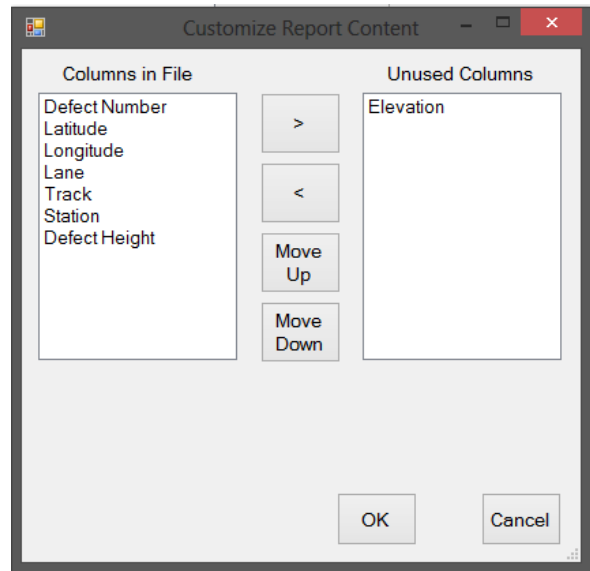 Customize Report Content
Columns in File
Unused Columns
Defect Number
Latitude
Longitude
Lane
Track
Station
Defect Height
>
<
Move
Up
Move
Down
Elevation
OK
Cancel